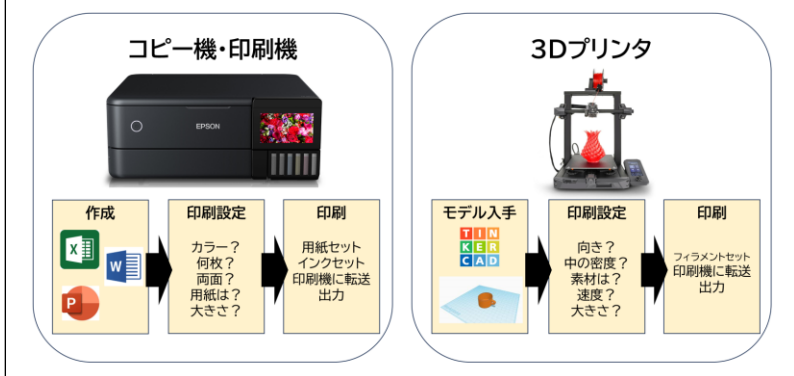 コピー機・印刷機
EPSON
作成
X
W
P
印刷設定
カラー？
何枚？
両面？
用紙は？
大きさ？
印刷
用紙セット
インクセット
印刷機に転送
出力
3Dプリンタ
モデル入手
TIN
KER
CAD
印刷設定
向き？
中の密度？
素材は？
速度？
大きさ？
印刷
フィラメントセット
印刷機に転送
出力